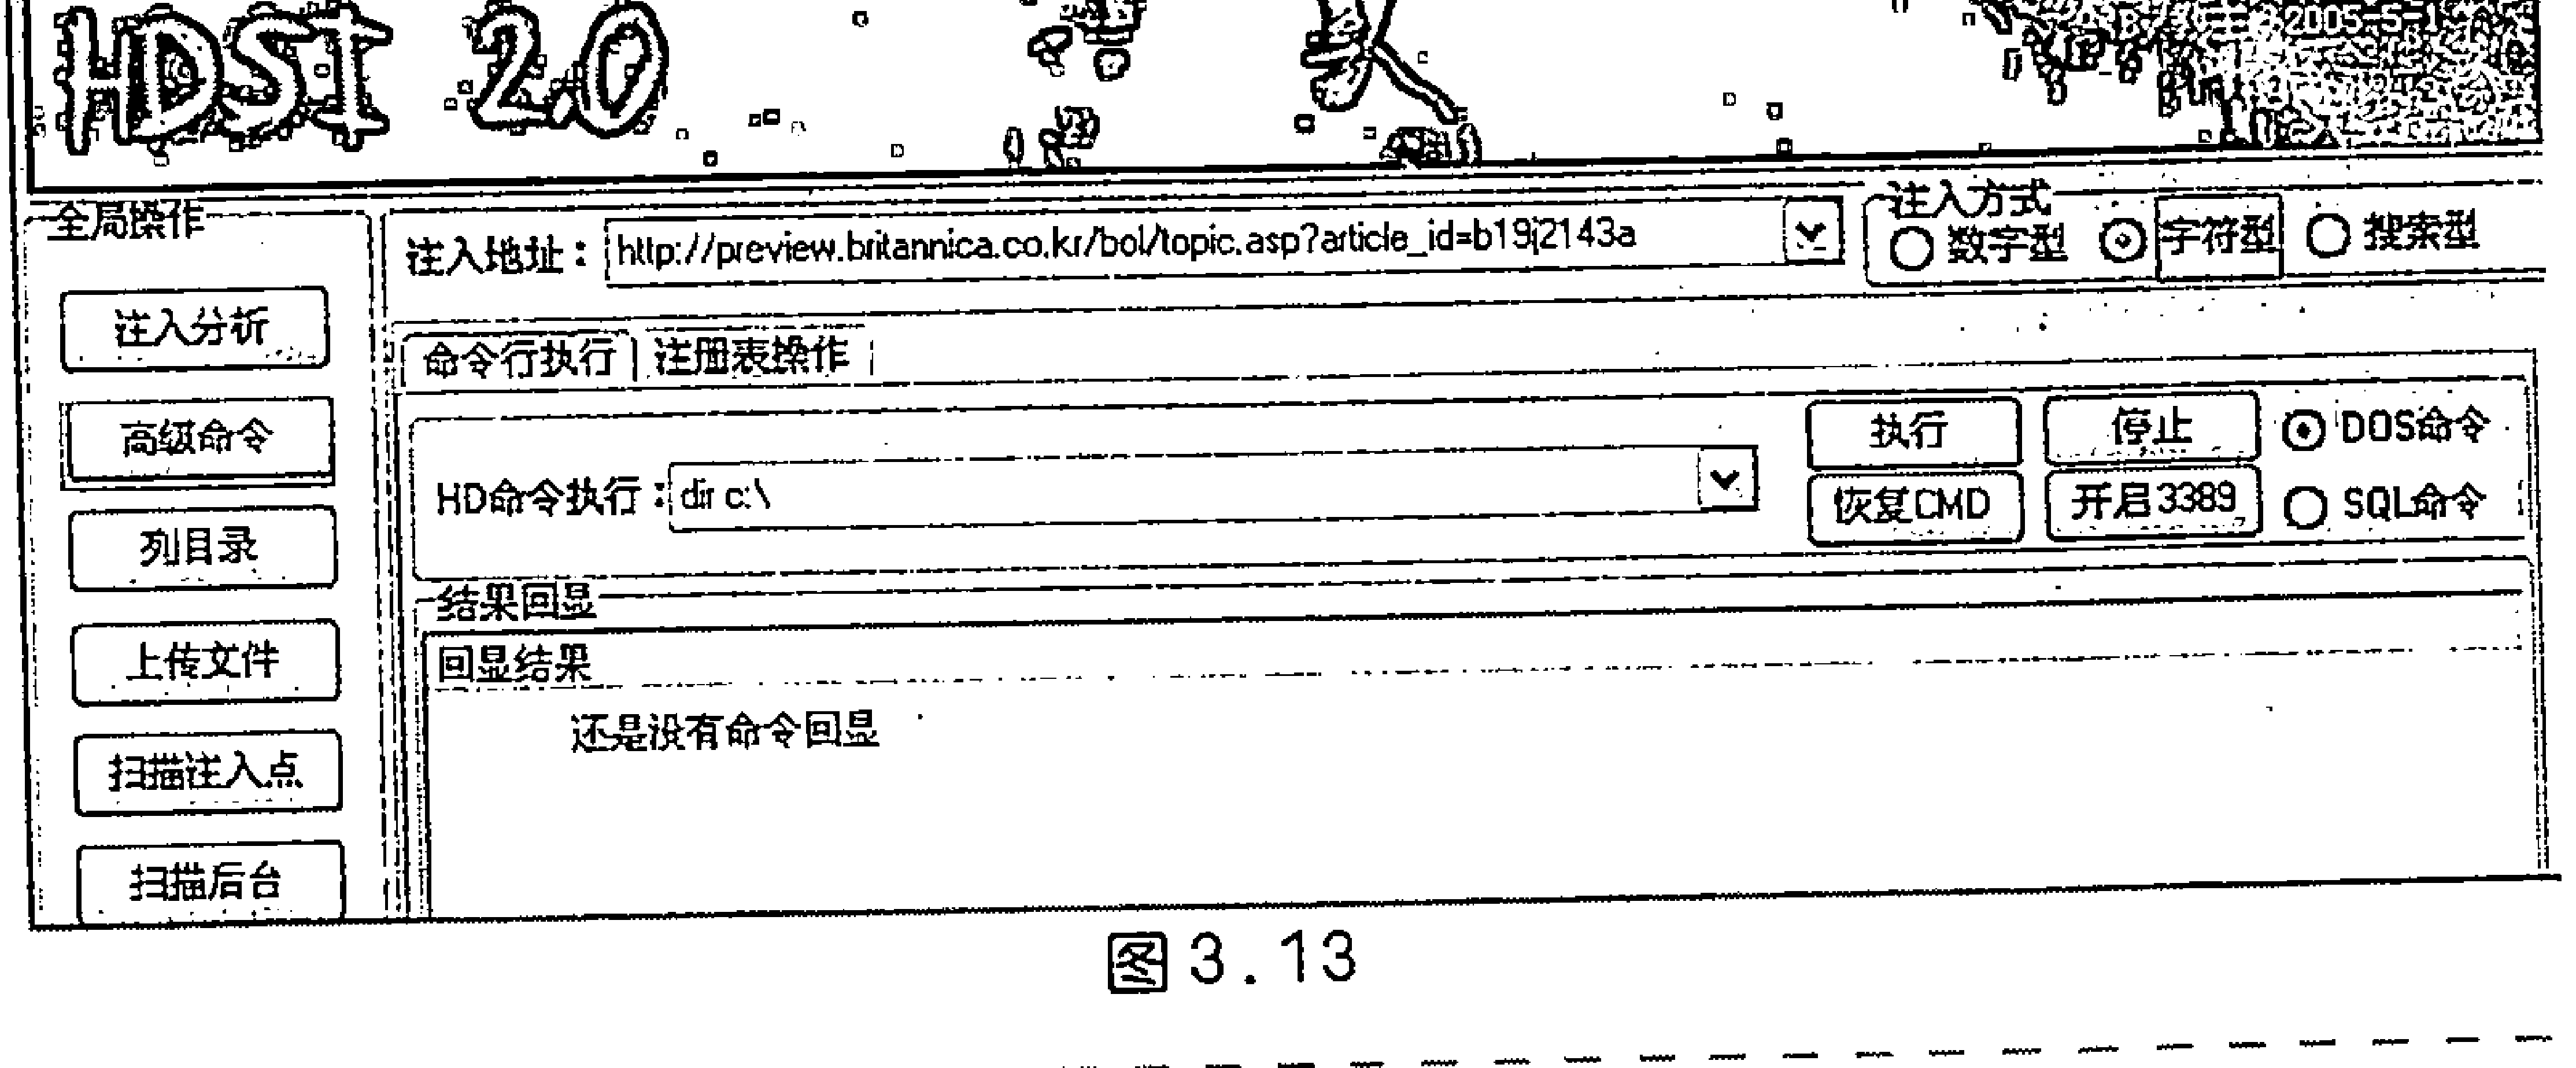 HDSI 2.0
2005-5-1
全局操作
注入地址： http://preview.britannica.co.kr/bol/topic.asp?article_id=b19j2143a
注入方式
数字型 字符型 搜索型
注入分析
高级命令
列目录
上传文件
扫描注入点
扫描后台
命令行执行 注册表操作
HD命令执行： dir c:\
执行 停止 DOS命令
恢复CMD 开启3389 SQL命令
结果回显
回显结果
还是没有命令回显
图3.13